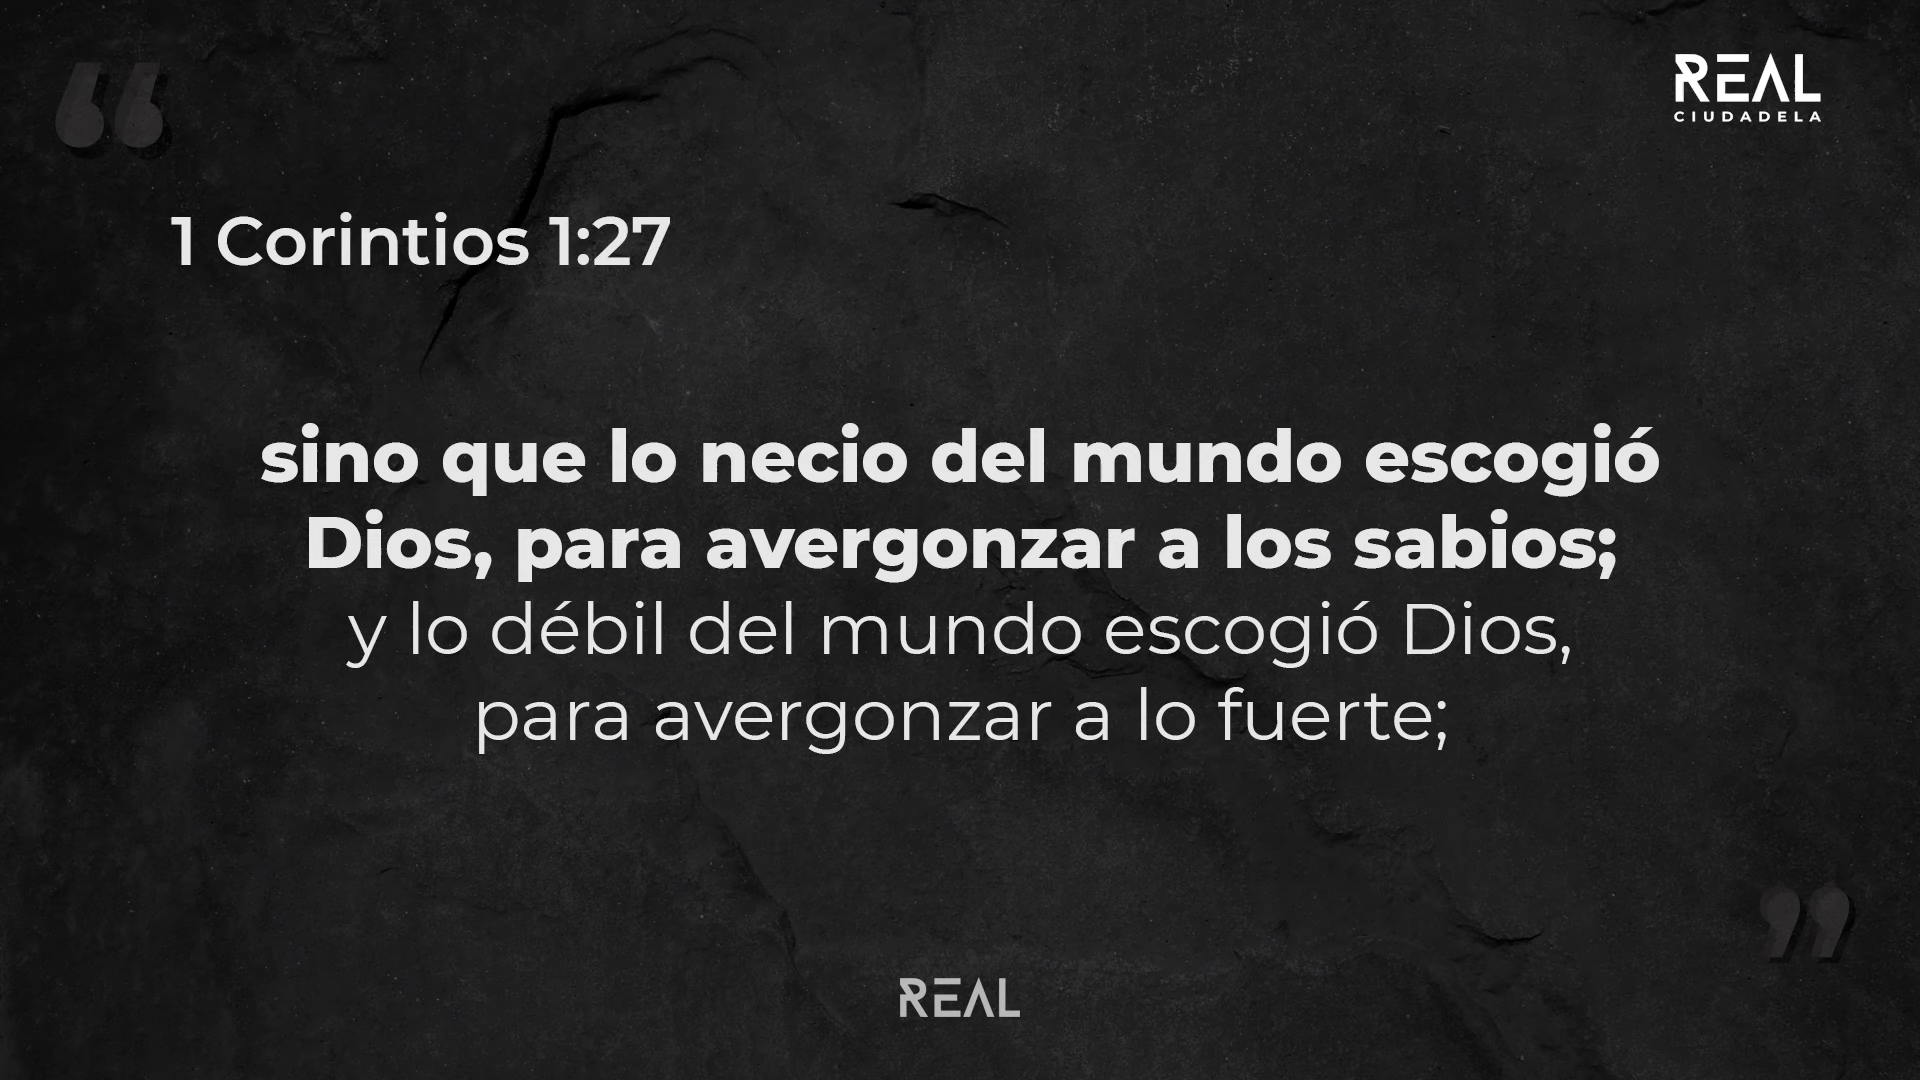 REAL
CIUDADELA
1 Corintios 1:27
sino que lo necio del mundo escogió
Dios, para avergonzar a los sabios;
y lo débil del mundo escogió Dios,
para avergonzar a lo fuerte;
REAL